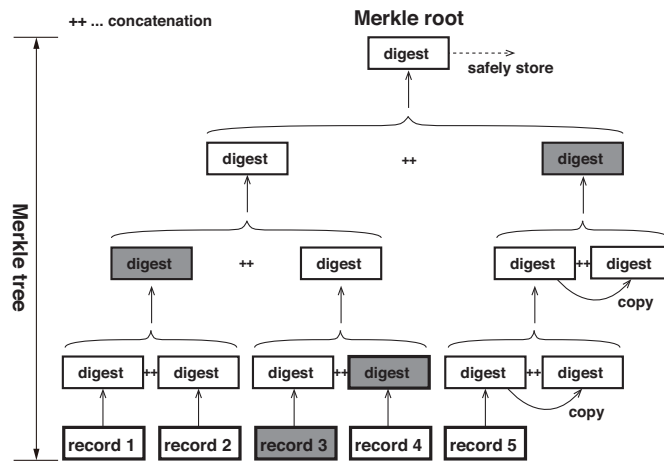 ++ ... concatenation
Merkle root
digest
safely store
digest ++ digest
digest ++ digest digest ++ digest
copy
digest ++ digest digest ++ digest digest ++ digest
copy
record 1 record 2 record 3 record 4 record 5
Merkle tree